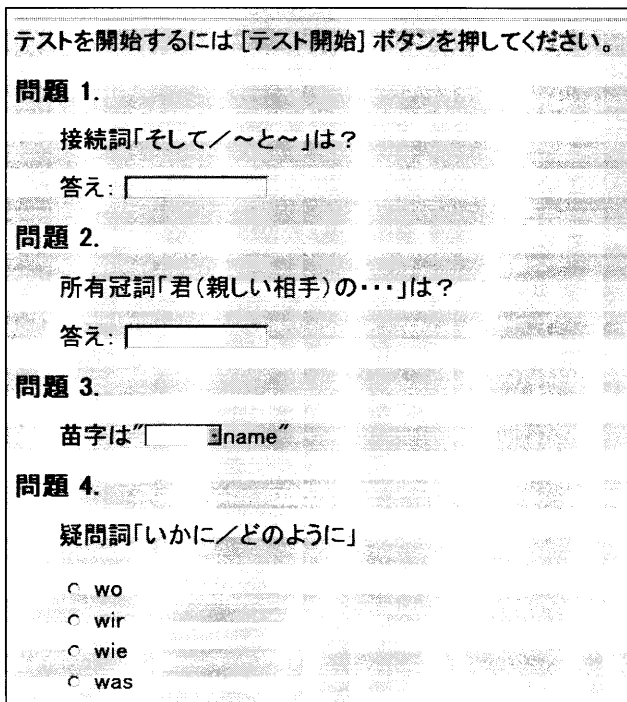 テストを開始するには [テスト開始] ボタンを押してください。
問題 1.
接続詞「そして／～と～」は？
答え：
問題 2.
所有冠詞「君(親しい相手)の・・・」は？
答え：
問題 3.
苗字は"name"
問題 4.
疑問詞「いかに／どのように」
wo
wir
wie
was